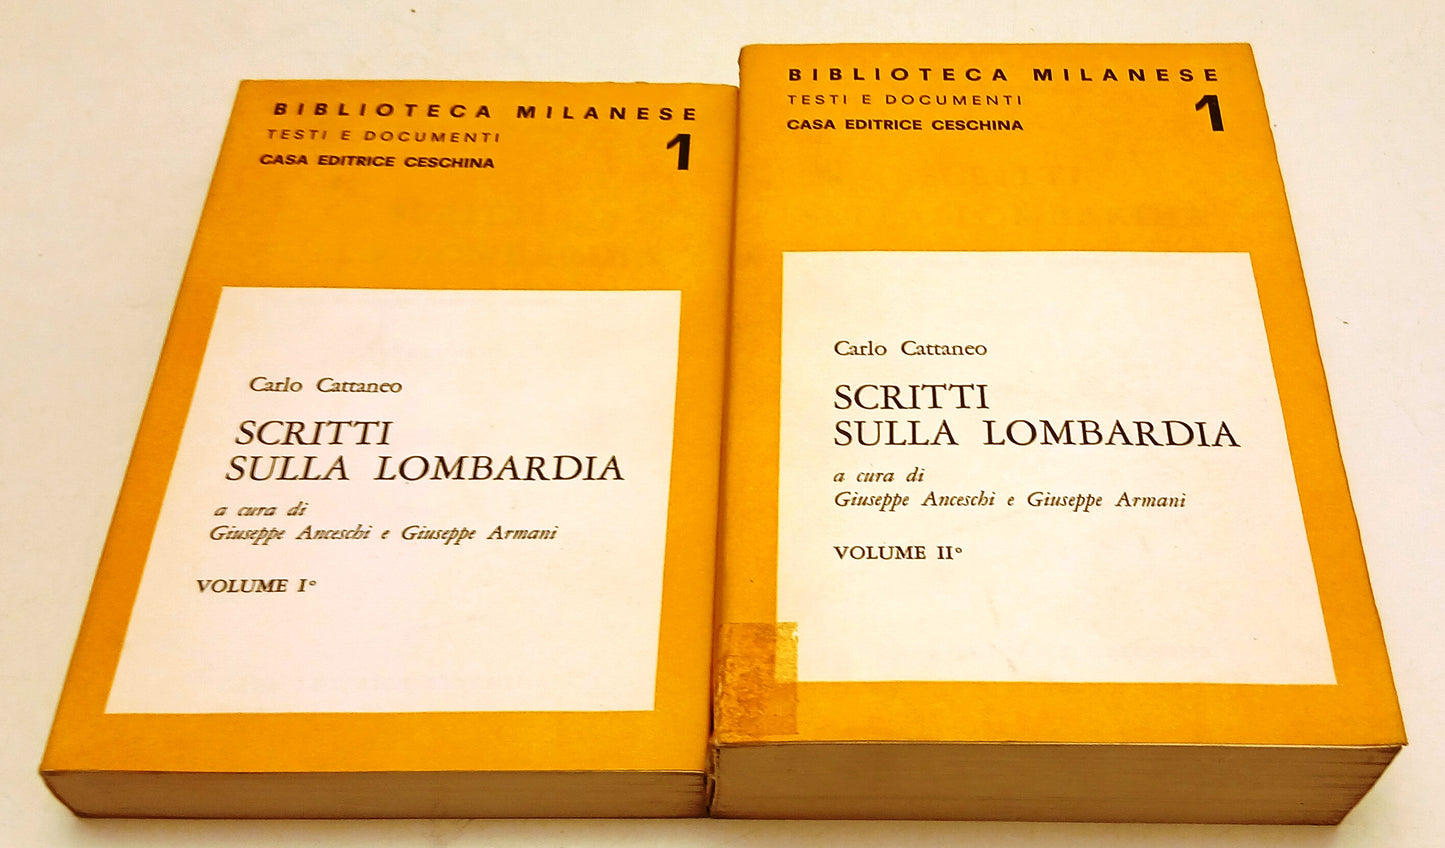 BIBLIOTECA MILANESE
TESTI E DOCUMENTI
CASA EDITRICE CESCHINA
1
Carlo Cattaneo
SCRITTI
SULLA LOMBARDIA
a cura di
Giuseppe Anceschi e Giuseppe Armani
VOLUME I°
BIBLIOTECA MILANESE
TESTI E DOCUMENTI
CASA EDITRICE CESCHINA
1
Carlo Cattaneo
SCRITTI
SULLA LOMBARDIA
a cura di
Giuseppe Anceschi e Giuseppe Armani
VOLUME II°